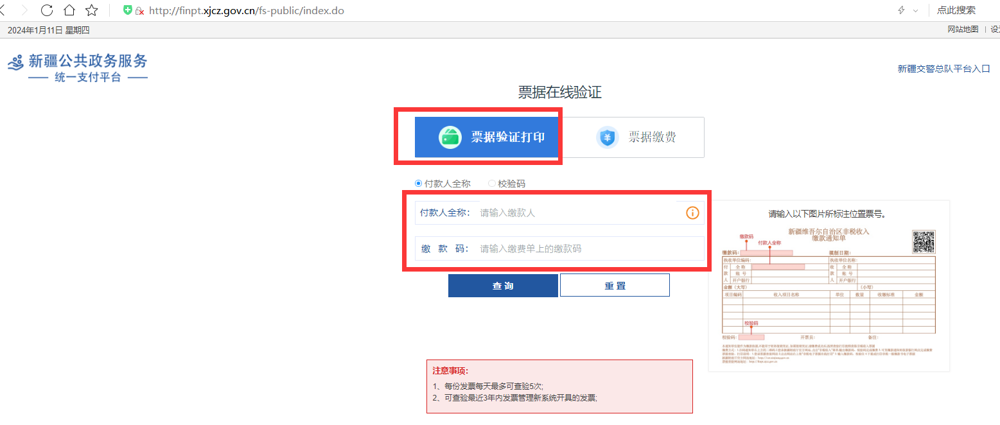 http://finpt.xjcz.gov.cn/fs-public/index.do
点此搜索
2024年1月11日 星期四
网站地图 |
新疆公共政务服务
统一支付平台
新疆交警总队平台入口
票据在线验证
票据验证打印
票据缴费
付款人全称 校验码
付款人全称： 请输入缴款人
缴 款 码： 请输入缴费单上的缴款码
查 询
重 置
请输入以下图片所标注位置票号。
新疆维吾尔自治区非税收入
缴款通知单
缴款码
付款人全称
缴款码：
填制日期：
执收单位编码：
执收单位名称：
付 全 称
收 全 称
款 账 号
款 账 号
人 开户银行
人 开户银行
金额（大写）
（小写）
项目编码 收入项目名称 单位 数量 收缴标准 金额
校验码
校验码：
开票员：
备注：
注意事项：
1、每份发票每天最多可查验5次;
2、可查验最近3年内发票管理新系统开具的发票;